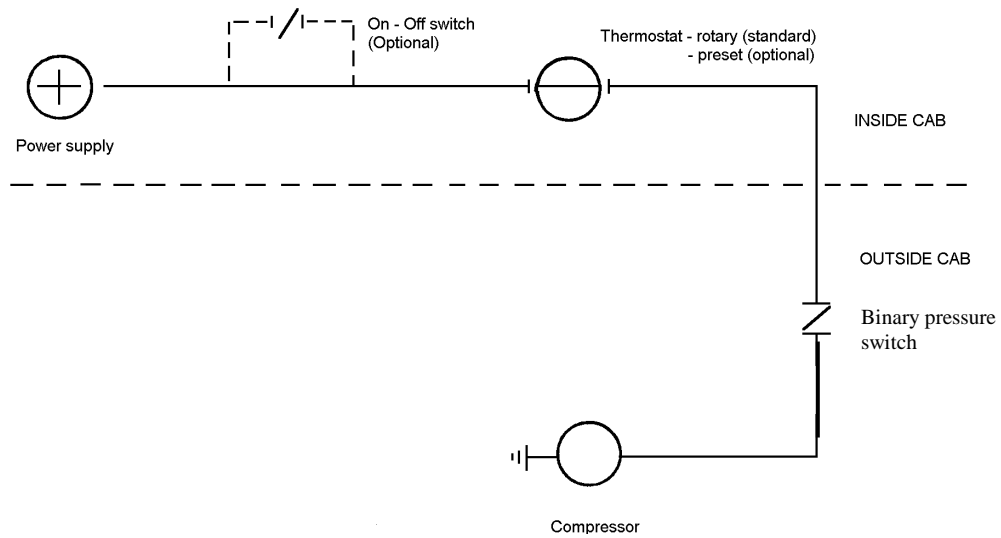 On - Off switch
(Optional)
Thermostat - rotary (standard)
- preset (optional)
Power supply
INSIDE CAB
OUTSIDE CAB
Binary pressure
switch
Compressor